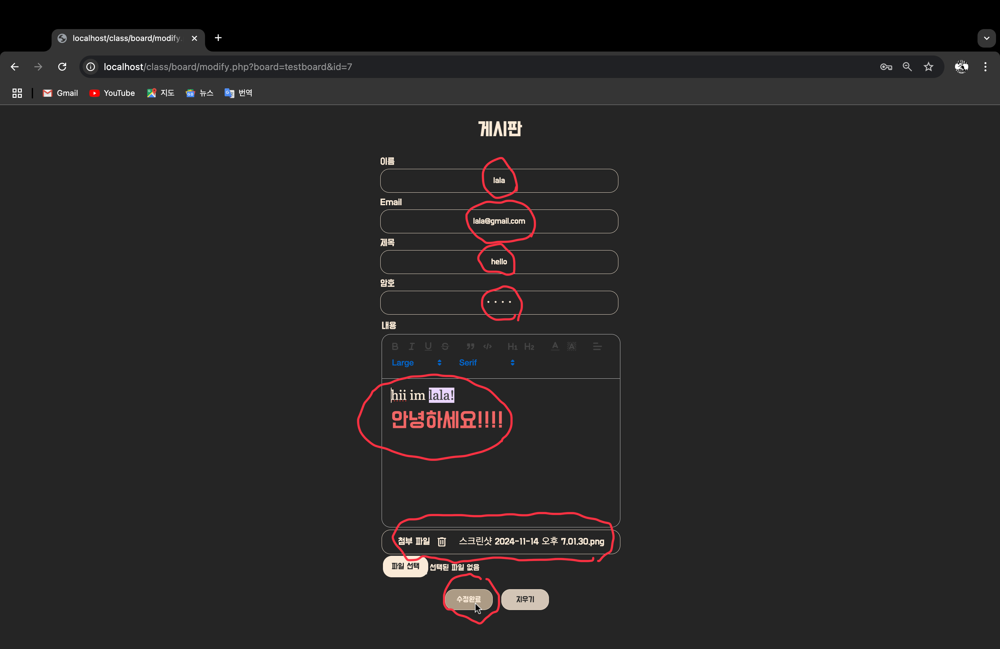 localhost/class/board/modify.
localhost/class/board/modify.php?board=testboard&id=7
Gmail YouTube 지도 뉴스 번역
게시판
이름
lala
Email
lala@gmail.com
제목
hello
암호
내용
B I U S H1 H2 A A
Large Serif
hii im lala!
안녕하세요!!!!
첨부 파일 스크린샷 2024-11-14 오후 7.01.30.png
파일 선택 선택된 파일 없음
수정완료 지우기